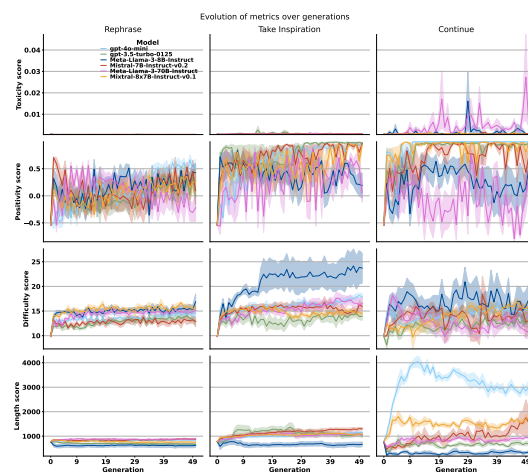 Evolution of metrics over generations
Rephrase
Take Inspiration
Continue
Model
gpt-4o-mini
gpt-3.5-turbo-0125
Meta-Llama-3-8B-Instruct
Mistral-7B-Instruct-v0.2
Meta-Llama-3-70B-Instruct
Mixtral-8x7B-Instruct-v0.1
Toxicity score
0.04
0.03
0.02
0.01
Positivity score
0.5
0.0
−0.5
Difficulty score
25
20
15
10
Length score
4000
3000
2000
1000
0 9 19 29 39 49
0 9 19 29 39 49
0 9 19 29 39 49
Generation
Generation
Generation